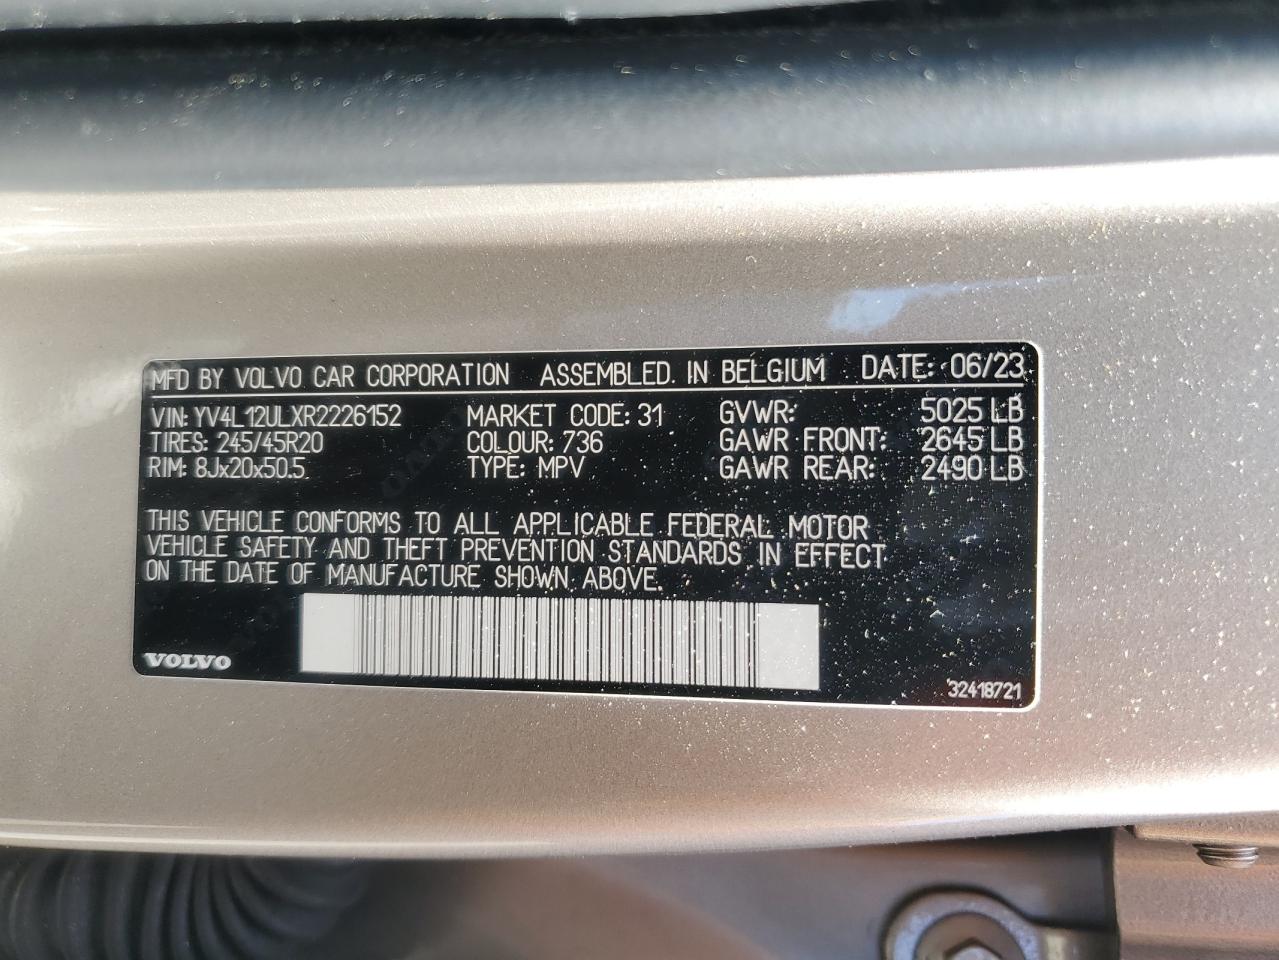 MFD BY VOLVO CAR CORPORATION ASSEMBLED. IN BELGIUM DATE: 06/23
VIN: YV4L12ULXR2226152 MARKET CODE: 31 GVWR: 5025 LB
TIRES: 245/45R20 COLOUR: 736 GAWR FRONT: 2645 LB
RIM: 8Jx20x50.5 TYPE: MPV GAWR REAR: 2490 LB
THIS VEHICLE CONFORMS TO ALL APPLICABLE FEDERAL MOTOR
VEHICLE SAFETY AND THEFT PREVENTION STANDARDS IN EFFECT
ON THE DATE OF MANUFACTURE SHOWN ABOVE.
VOLVO
32418721